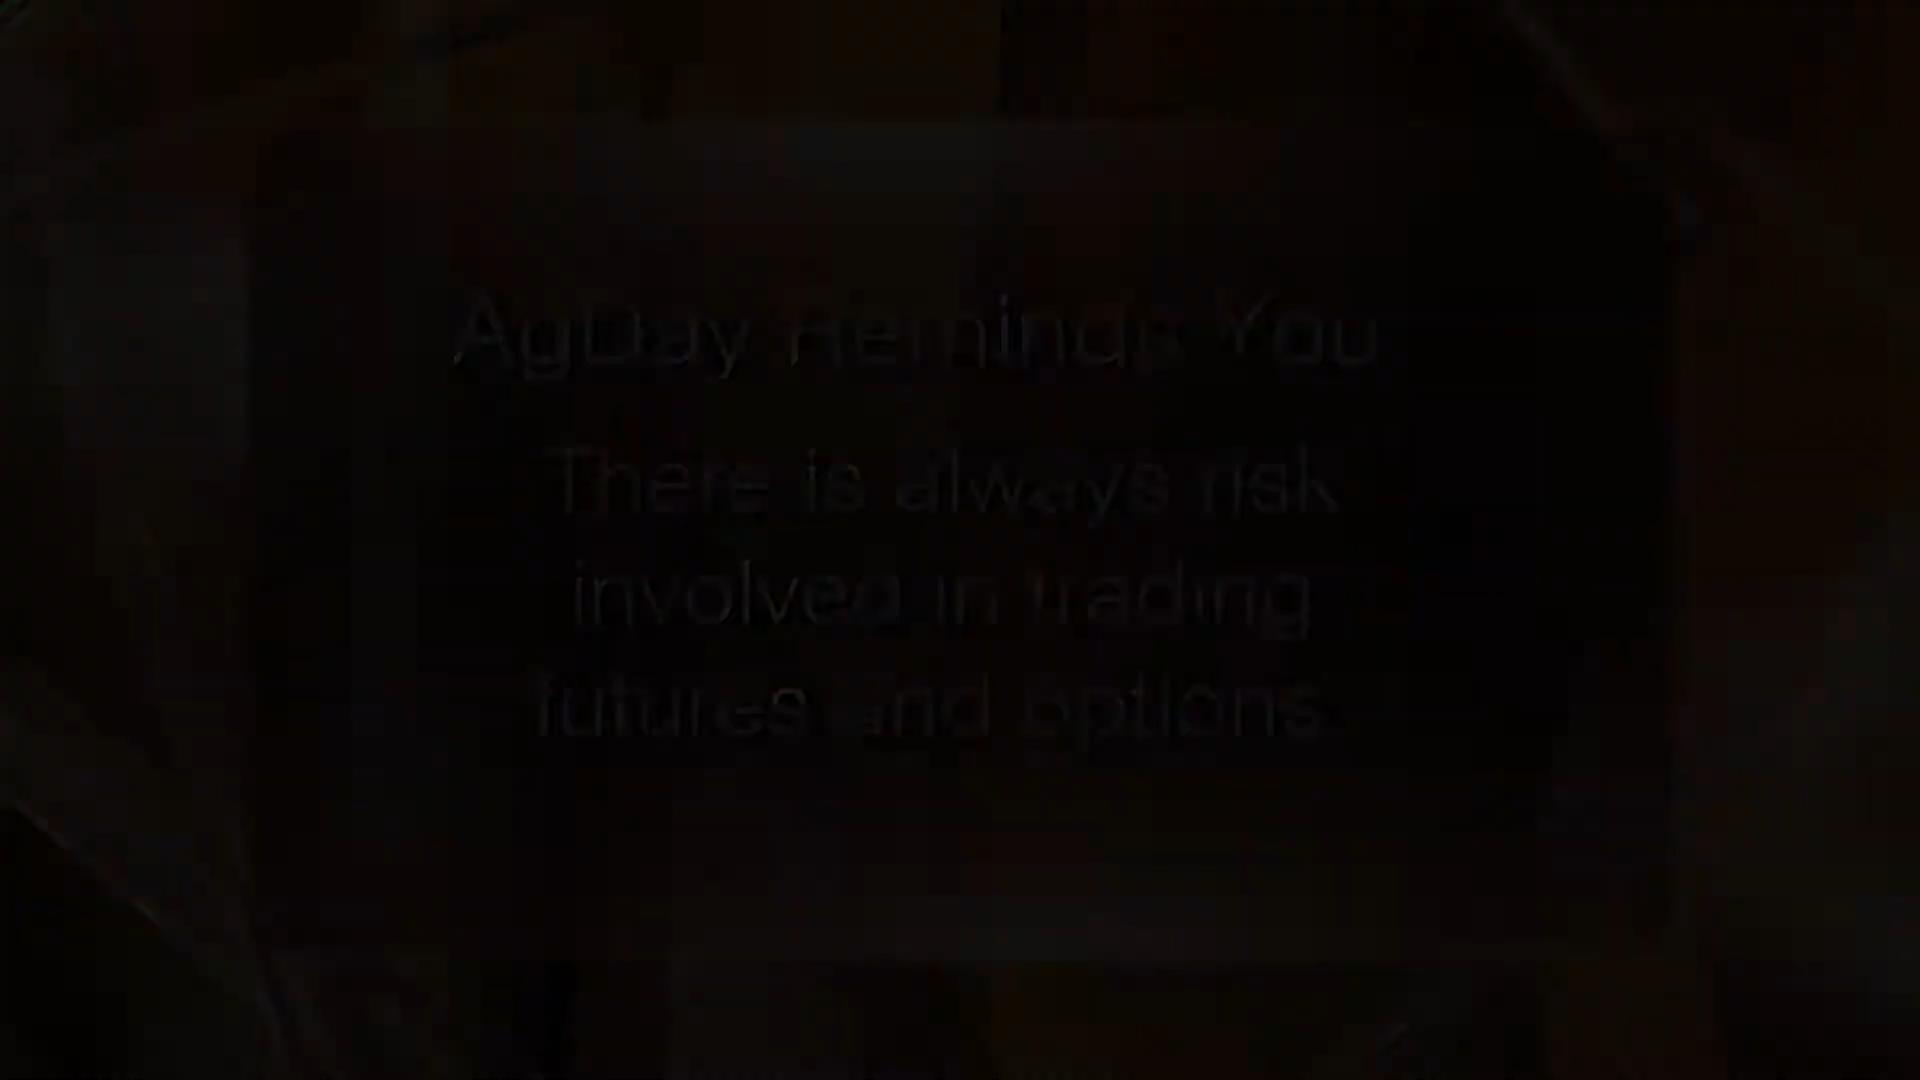 AgDay Reminds You
There is always risk
involved in trading
futures and options